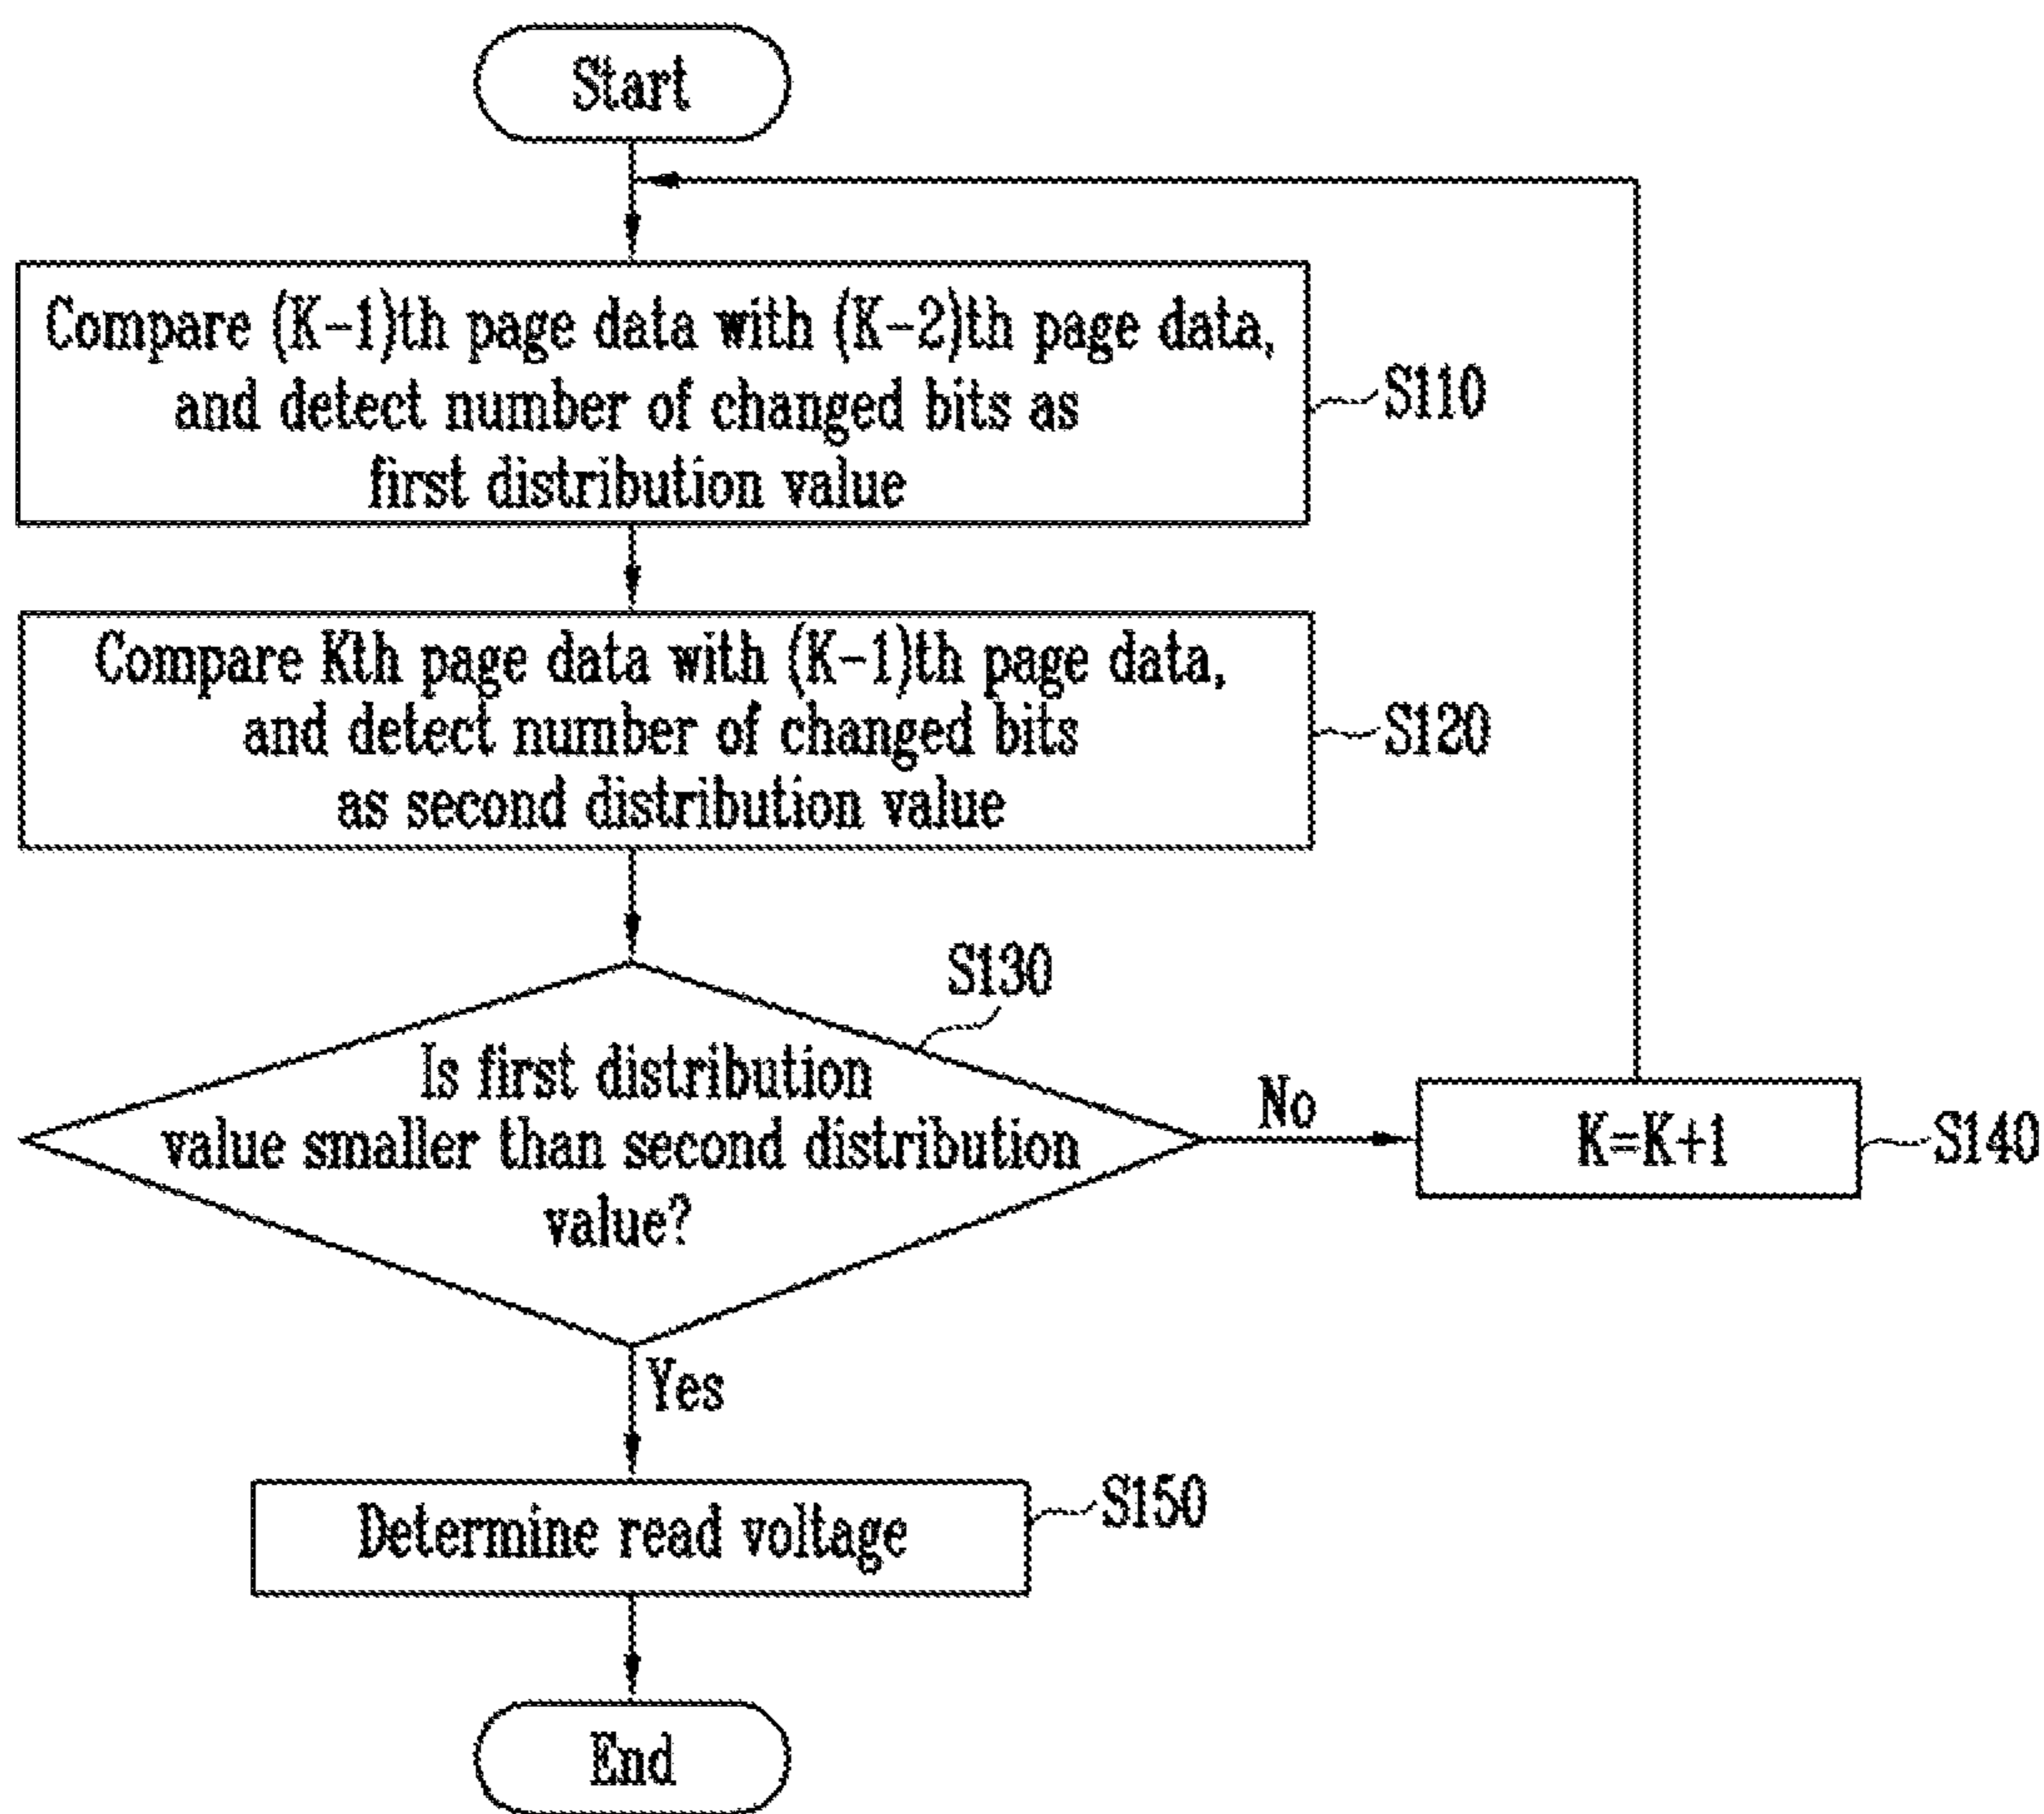 Start
Compare (K-1)th page data with (K-2)th page data,
and detect number of changed bits as
first distribution value
S110
Compare Kth page data with (K-1)th page data,
and detect number of changed bits
as second distribution value
S120
S130
Is first distribution
value smaller than second distribution
value?
No
K=K+1
S140
Yes
Determine read voltage
S150
End